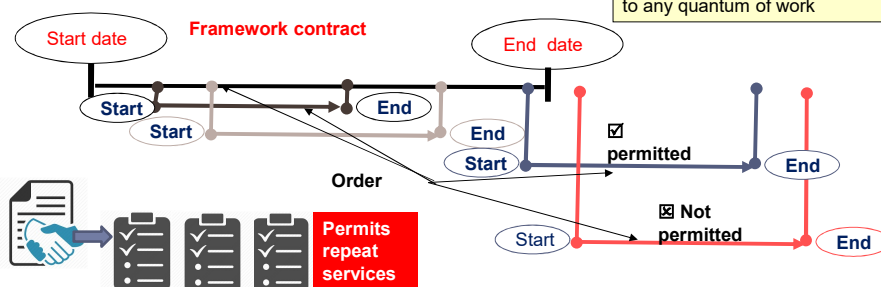 to any quantum of work
Start date
Framework contract
End date
Start
End
Start
End
Start
☑
permitted
End
Order
☒ Not
permitted
Start
End
Permits
repeat
services